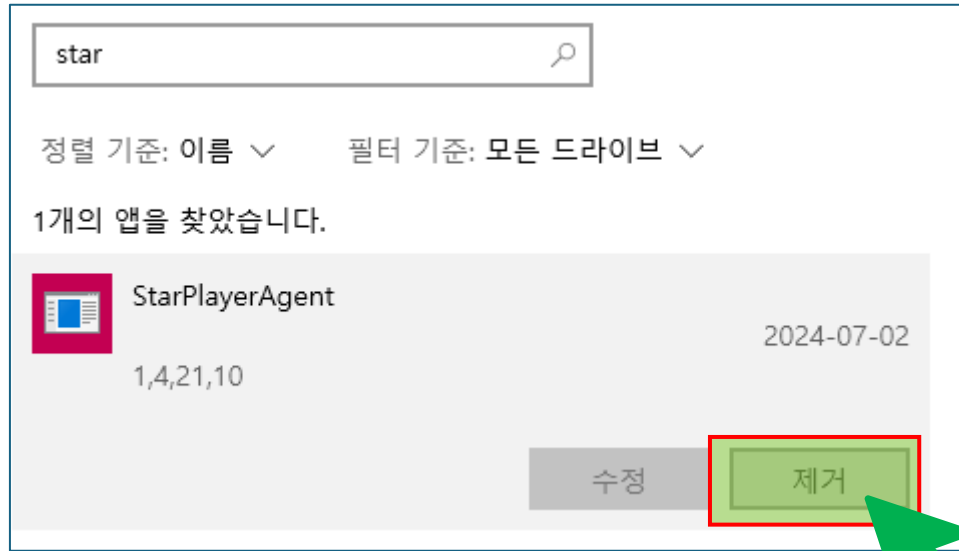 star
정렬 기준: 이름 필터 기준: 모든 드라이브
1개의 앱을 찾았습니다.
StarPlayerAgent
2024-07-02
1,4,21,10
수정 제거